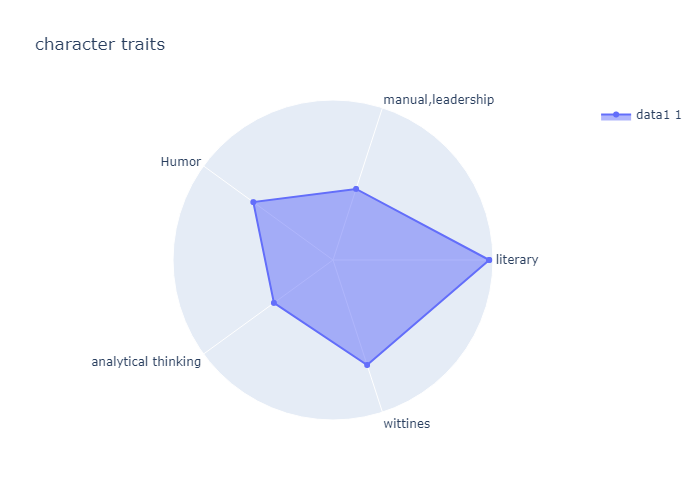 character traits
manual,leadership
data1 1
Humor
literary
analytical thinking
wittines